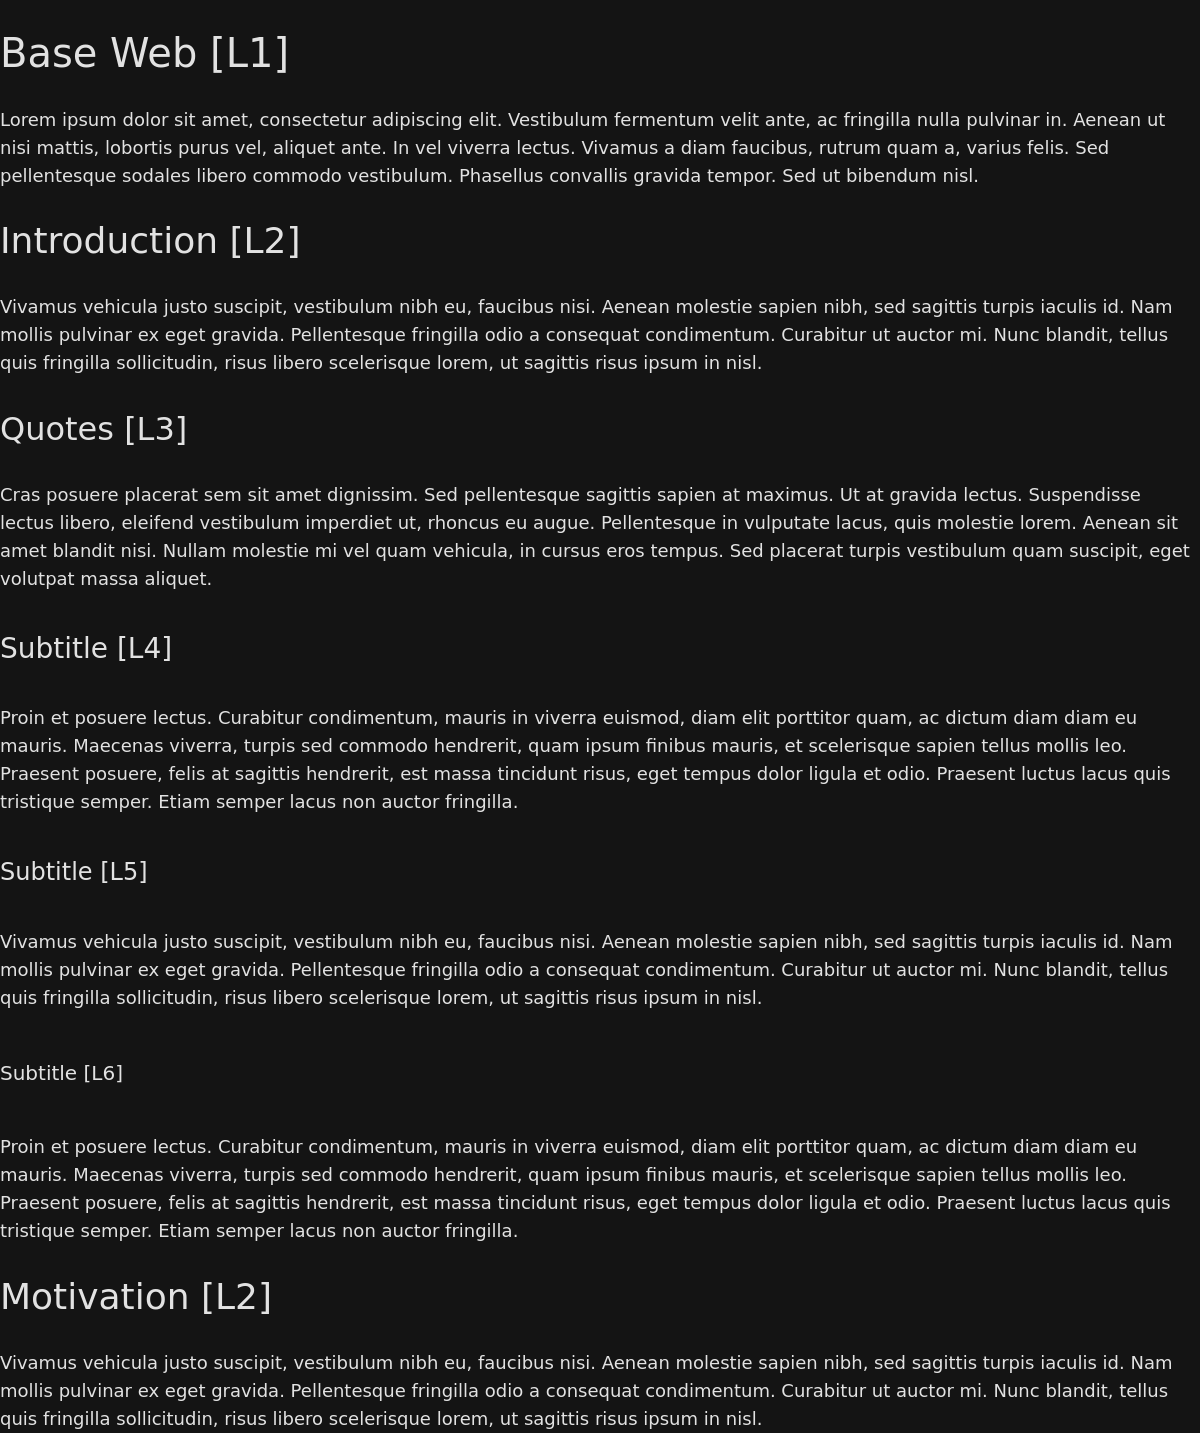 Base Web [L1]
Lorem ipsum dolor sit amet, consectetur adipiscing elit. Vestibulum fermentum velit ante, ac fringilla nulla pulvinar in. Aenean ut
nisi mattis, lobortis purus vel, aliquet ante. In vel viverra lectus. Vivamus a diam faucibus, rutrum quam a, varius felis. Sed
pellentesque sodales libero commodo vestibulum. Phasellus convallis gravida tempor. Sed ut bibendum nisl.
Introduction [L2]
Vivamus vehicula justo suscipit, vestibulum nibh eu, faucibus nisi. Aenean molestie sapien nibh, sed sagittis turpis iaculis id. Nam
mollis pulvinar ex eget gravida. Pellentesque fringilla odio a consequat condimentum. Curabitur ut auctor mi. Nunc blandit, tellus
quis fringilla sollicitudin, risus libero scelerisque lorem, ut sagittis risus ipsum in nisl.
Quotes [L3]
Cras posuere placerat sem sit amet dignissim. Sed pellentesque sagittis sapien at maximus. Ut at gravida lectus. Suspendisse
lectus libero, eleifend vestibulum imperdiet ut, rhoncus eu augue. Pellentesque in vulputate lacus, quis molestie lorem. Aenean sit
amet blandit nisi. Nullam molestie mi vel quam vehicula, in cursus eros tempus. Sed placerat turpis vestibulum quam suscipit, eget
volutpat massa aliquet.
Subtitle [L4]
Proin et posuere lectus. Curabitur condimentum, mauris in viverra euismod, diam elit porttitor quam, ac dictum diam diam eu
mauris. Maecenas viverra, turpis sed commodo hendrerit, quam ipsum finibus mauris, et scelerisque sapien tellus mollis leo.
Praesent posuere, felis at sagittis hendrerit, est massa tincidunt risus, eget tempus dolor ligula et odio. Praesent luctus lacus quis
tristique semper. Etiam semper lacus non auctor fringilla.
Subtitle [L5]
Vivamus vehicula justo suscipit, vestibulum nibh eu, faucibus nisi. Aenean molestie sapien nibh, sed sagittis turpis iaculis id. Nam
mollis pulvinar ex eget gravida. Pellentesque fringilla odio a consequat condimentum. Curabitur ut auctor mi. Nunc blandit, tellus
quis fringilla sollicitudin, risus libero scelerisque lorem, ut sagittis risus ipsum in nisl.
Subtitle [L6]
Proin et posuere lectus. Curabitur condimentum, mauris in viverra euismod, diam elit porttitor quam, ac dictum diam diam eu
mauris. Maecenas viverra, turpis sed commodo hendrerit, quam ipsum finibus mauris, et scelerisque sapien tellus mollis leo.
Praesent posuere, felis at sagittis hendrerit, est massa tincidunt risus, eget tempus dolor ligula et odio. Praesent luctus lacus quis
tristique semper. Etiam semper lacus non auctor fringilla.
Motivation [L2]
Vivamus vehicula justo suscipit, vestibulum nibh eu, faucibus nisi. Aenean molestie sapien nibh, sed sagittis turpis iaculis id. Nam
mollis pulvinar ex eget gravida. Pellentesque fringilla odio a consequat condimentum. Curabitur ut auctor mi. Nunc blandit, tellus
quis fringilla sollicitudin, risus libero scelerisque lorem, ut sagittis risus ipsum in nisl.